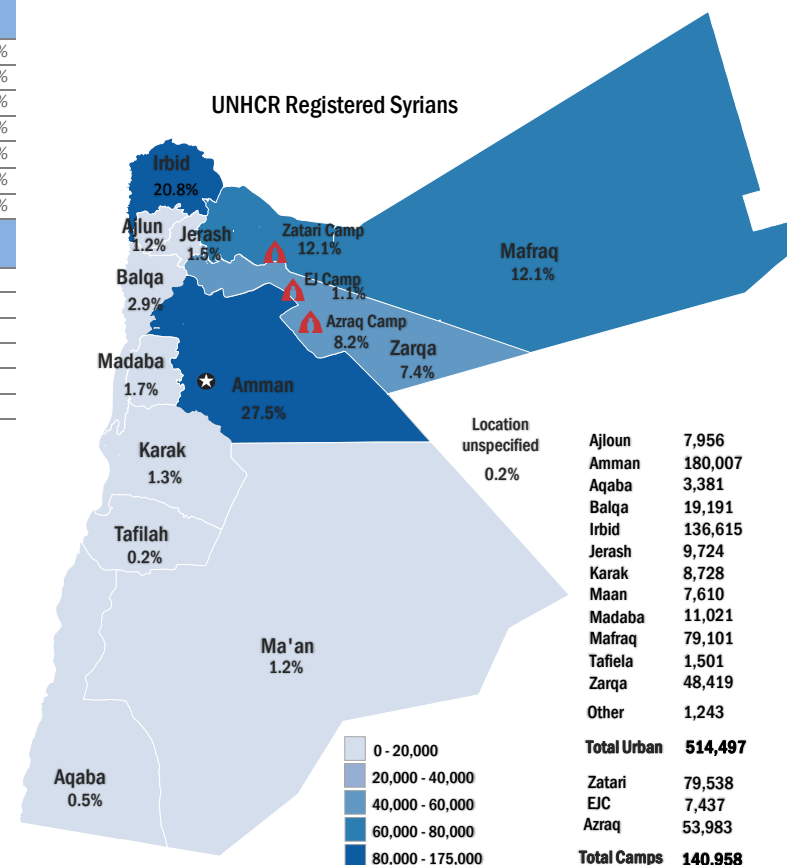 %
%
%
%
%
%
%
UNHCR Registered Syrians
Irbid
20.8%
Ajlun
1.2%
Jerash
1.5%
Zatari Camp
12.1%
Mafraq
12.1%
Balqa
2.9%
EJ Camp
1.1%
Azraq Camp
8.2%
Zarqa
7.4%
Madaba
1.7%
Amman
27.5%
Karak
1.3%
Location
unspecified
0.2%
Tafilah
0.2%
Ma'an
1.2%
Aqaba
0.5%
0 - 20,000
20,000 - 40,000
40,000 - 60,000
60,000 - 80,000
80,000 - 175,000
Ajloun 7,956
Amman 180,007
Aqaba 3,381
Balqa 19,191
Irbid 136,615
Jerash 9,724
Karak 8,728
Maan 7,610
Madaba 11,021
Mafraq 79,101
Tafiela 1,501
Zarqa 48,419
Other 1,243
Total Urban 514,497
Zatari 79,538
EJC 7,437
Azraq 53,983
Total Camps 140,958